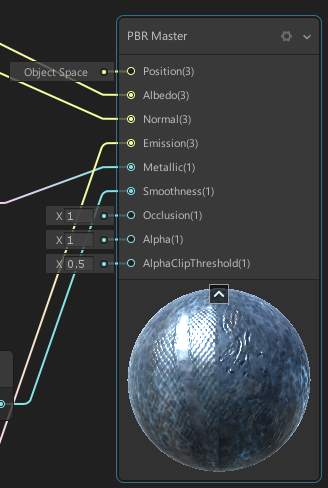 PBR Master
Object Space
Position(3)
Albedo(3)
Normal(3)
Emission(3)
Metallic(1)
Smoothness(1)
X 1
Occlusion(1)
X 1
Alpha(1)
X 0.5
AlphaClipThreshold(1)